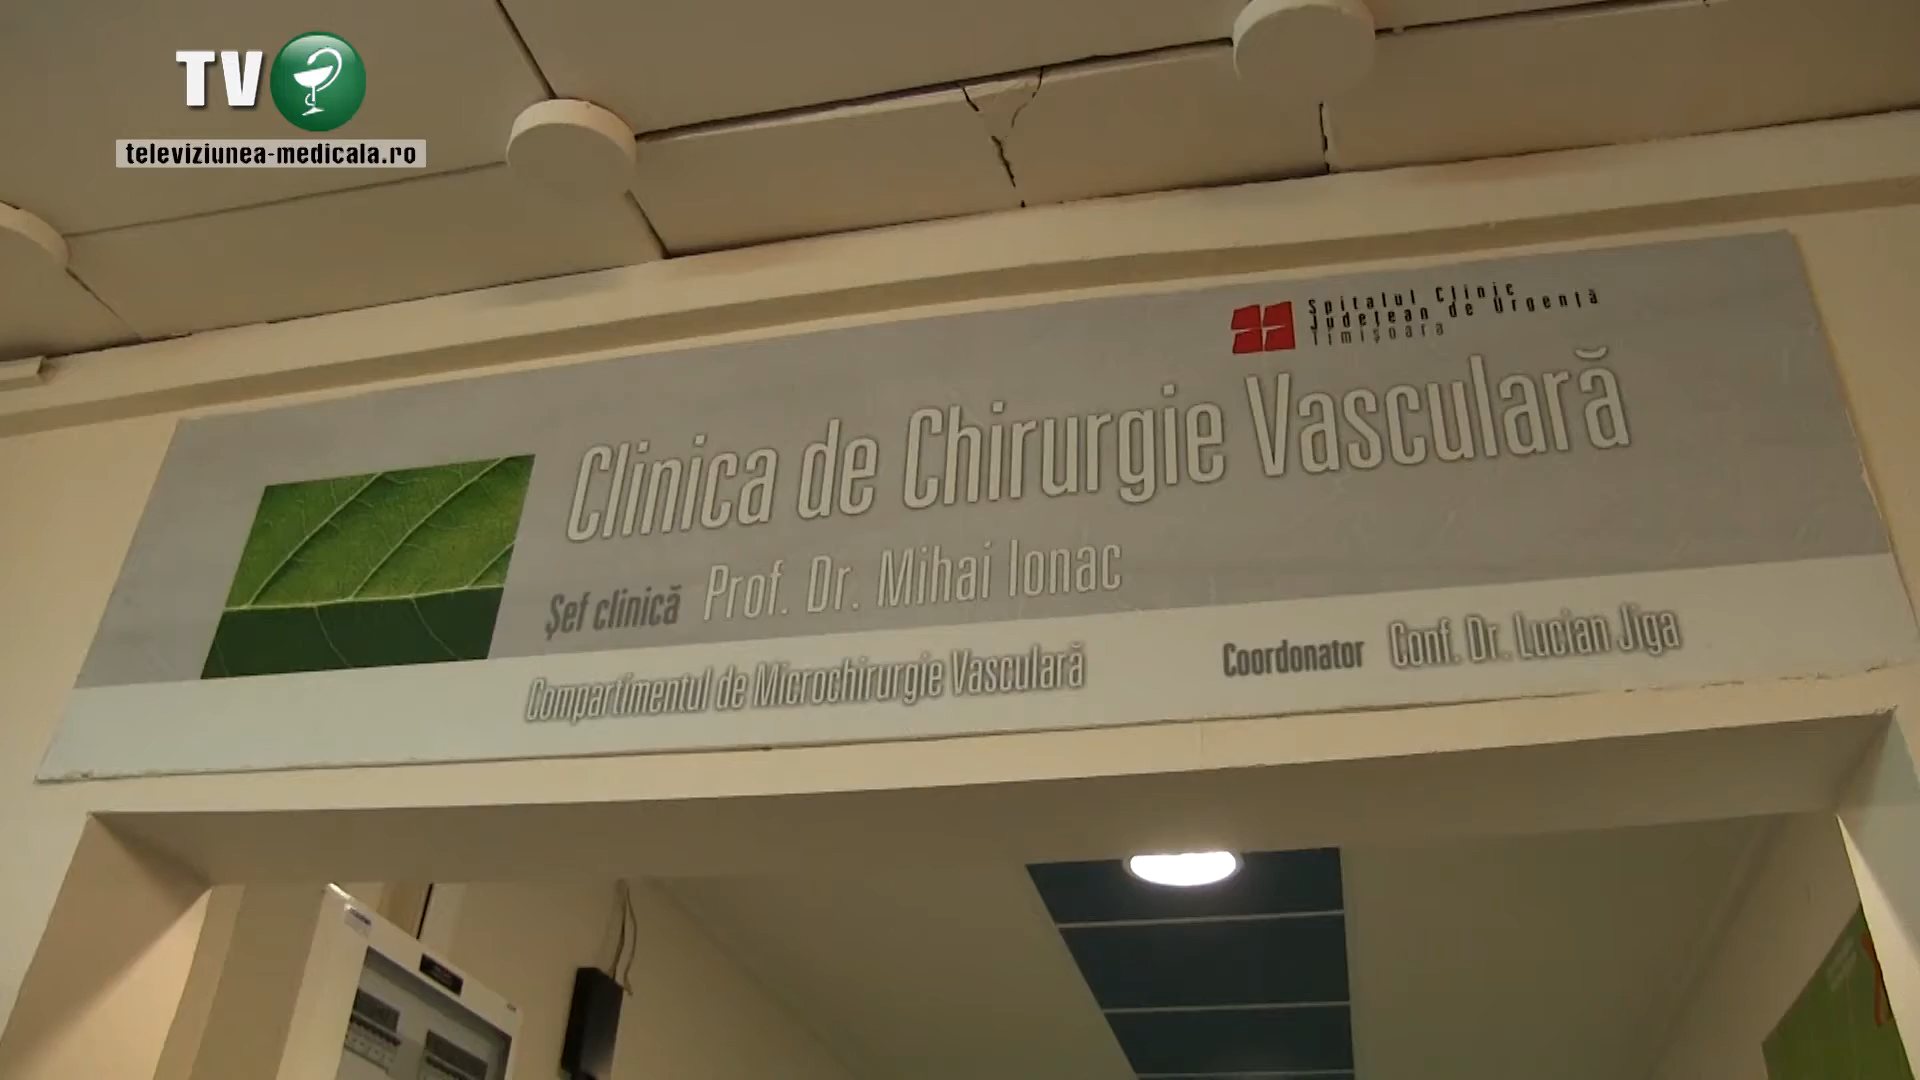 TV
televiziunea-medicala.ro
Spitalul Clinic
Județean de Urgență
Timișoara
Clinica de Chirurgie Vasculară
Şef clinică Prof. Dr. Mihai Ionac
Compartimentul de Microchirurgie Vasculară Coordonator Conf. Dr. Lucian Jiga